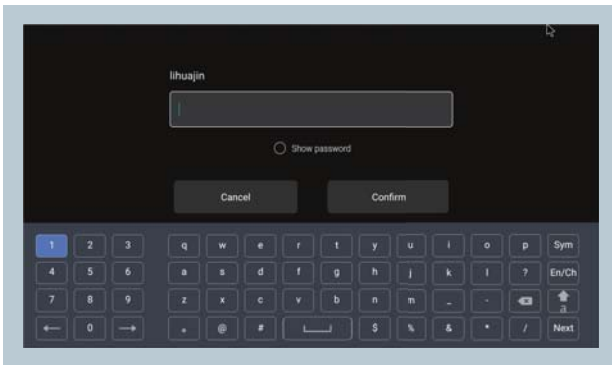 lihuajin
Show password
Cancel Confirm
1 2 3 q w e r t y u i o p Sym
4 5 6 a s d f g h j k l ? En/Ch
7 8 9 z x c v b n m - . a
← 0 → 。 @ # $ % & * / Next